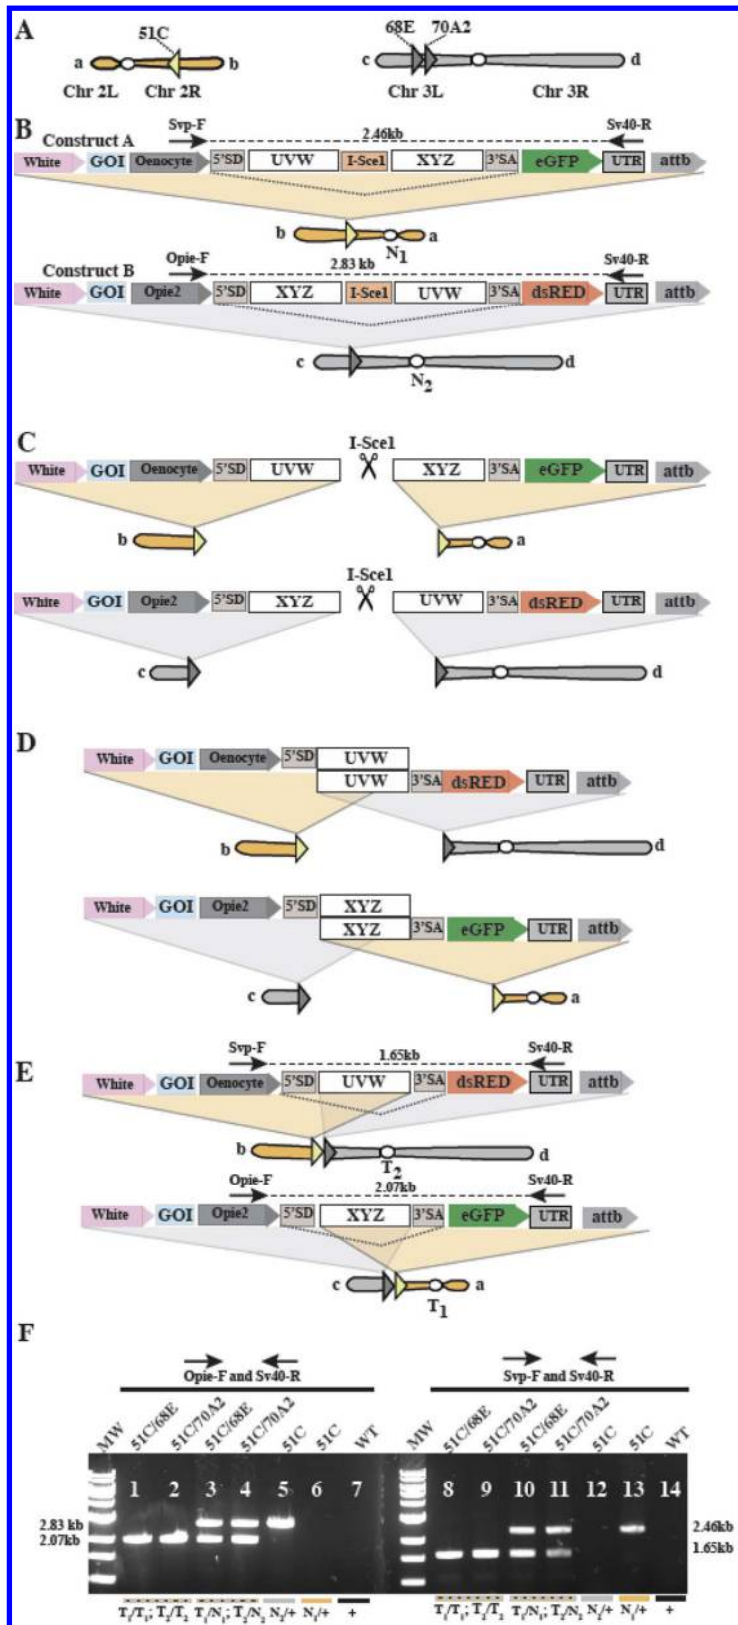 A
51C
68E 70A2
a b c d
Chr 2L Chr 2R Chr 3L Chr 3R
B
Svp-F 2.46kb Sv40-R
Construct A
White GOI Oenocyte 5'SD UVW I-Sce1 XYZ 3'SA eGFP UTR attb
b a
N1
Construct B Opie-F 2.83 kb Sv40-R
White GOI Opie2 5'SD XYZ I-Sce1 UVW 3'SA dsRED UTR attb
c d
N2
C
I-Sce1
White GOI Oenocyte 5'SD UVW XYZ 3'SA eGFP UTR attb
b a
I-Sce1
White GOI Opie2 5'SD XYZ UVW 3'SA dsRED UTR attb
c d
D
White GOI Oenocyte 5'SD UVW
UVW 3'SA dsRED UTR attb
b d
White GOI Opie2 5'SD XYZ
XYZ 3'SA eGFP UTR attb
c a
E
Svp-F 1.65kb Sv40-R
White GOI Oenocyte 5'SD UVW 3'SA dsRED UTR attb
b d
T2
Opie-F 2.07kb Sv40-R
White GOI Opie2 5'SD XYZ 3'SA eGFP UTR attb
c a
T1
F
Opie-F and Sv40-R Svp-F and Sv40-R
MW 51C/68E 51C/70A2 51C/68E 51C/70A2 51C 51C WT MW 51C/68E 51C/70A2 51C/68E 51C/70A2 51C 51C WT
1 2 3 4 5 6 7 8 9 10 11 12 13 14
2.83 kb 2.46kb
2.07kb 1.65kb
T1/T1; T2/T2 T1/N1; T2/N2 N2/+ N1/+ + T1/T1; T2/T2 T1/N1; T2/N2 N2/+ N1/+ +